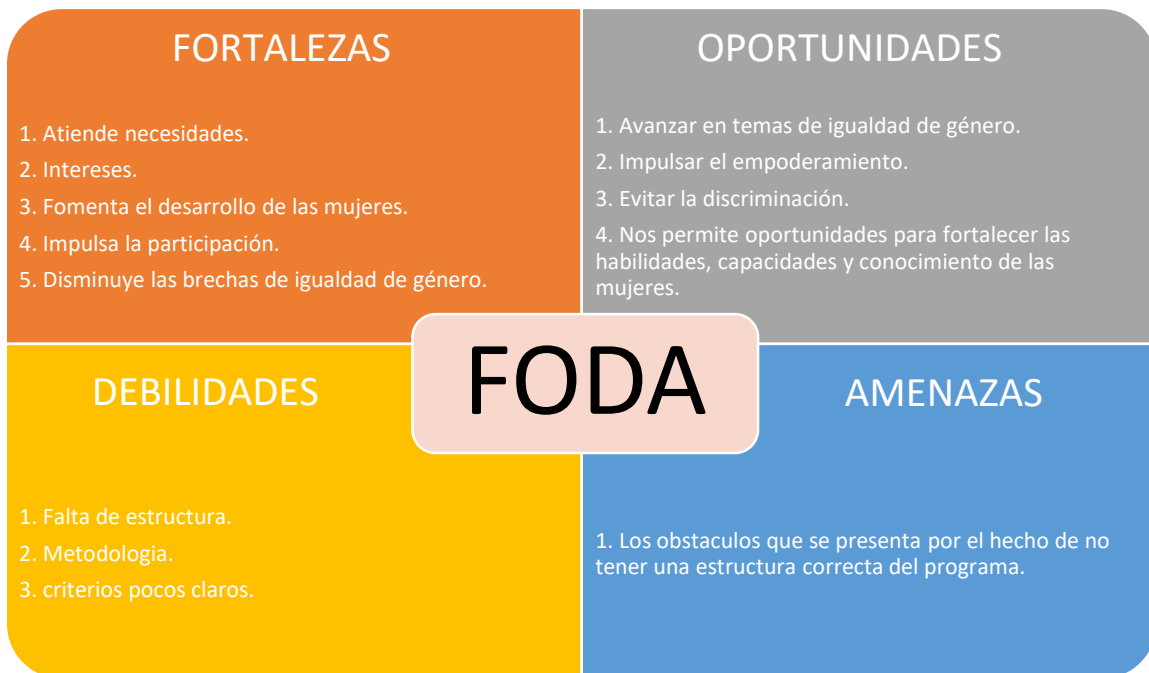 FORTALEZAS
1. Atiende necesidades.
2. Intereses.
3. Fomenta el desarrollo de las mujeres.
4. Impulsa la participación.
5. Disminuye las brechas de igualdad de género.
OPORTUNIDADES
1. Avanzar en temas de igualdad de género.
2. Impulsar el empoderamiento.
3. Evitar la discriminación.
4. Nos permite oportunidades para fortalecer las
habilidades, capacidades y conocimiento de las
mujeres.
FODA
DEBILIDADES
1. Falta de estructura.
2. Metodologia.
3. criterios pocos claros.
AMENAZAS
1. Los obstaculos que se presenta por el hecho de no
tener una estructura correcta del programa.